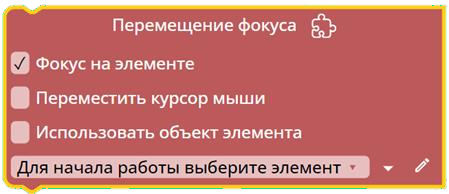 Перемещение фокуса
Фокус на элементе
Переместить курсор мыши
Использовать объект элемента
Для начала работы выберите элемент